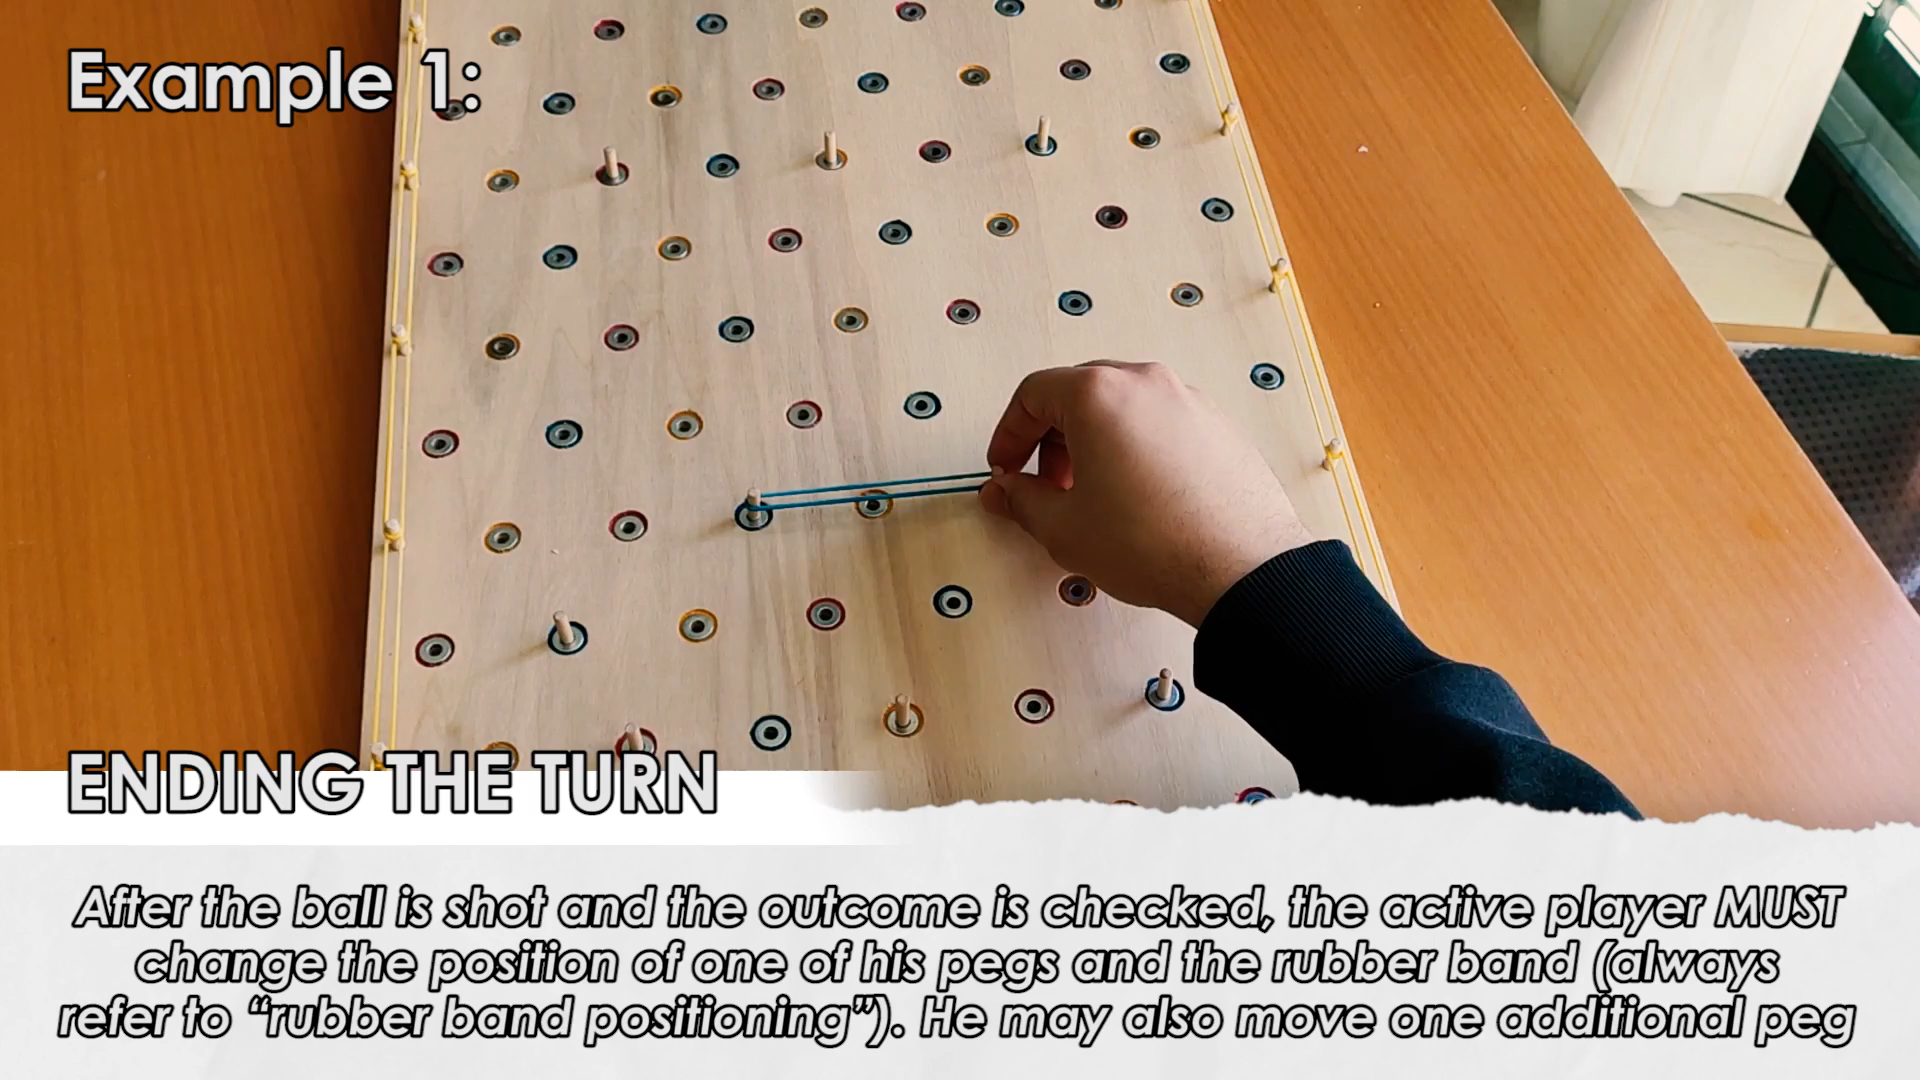 Example 1:
ENDING THE TURN
After the ball is shot and the outcome is checked, the active player MUST
change the position of one of his pegs and the rubber band (always
refer to “rubber band positioning”). He may also move one additional peg